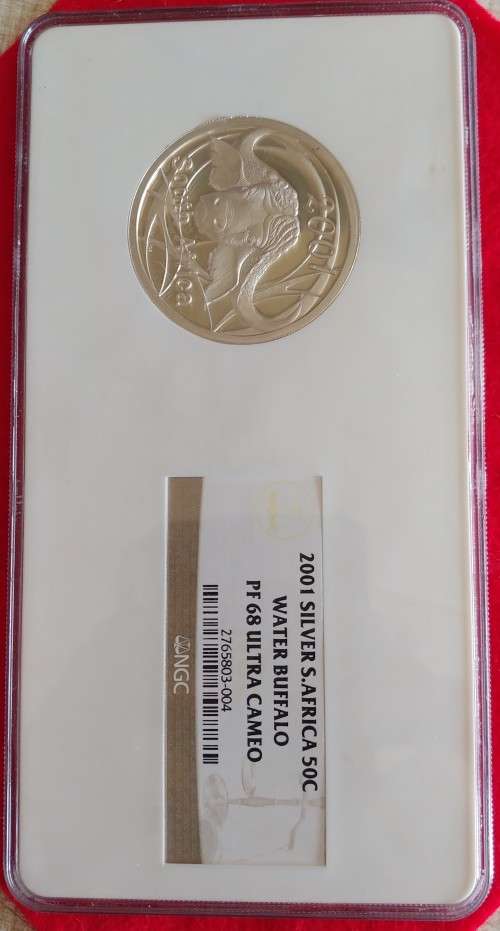 2001
South Africa
2001 SILVER S.AFRICA 50C
WATER BUFFALO
PF 68 ULTRA CAMEO
2765803-004
NGC